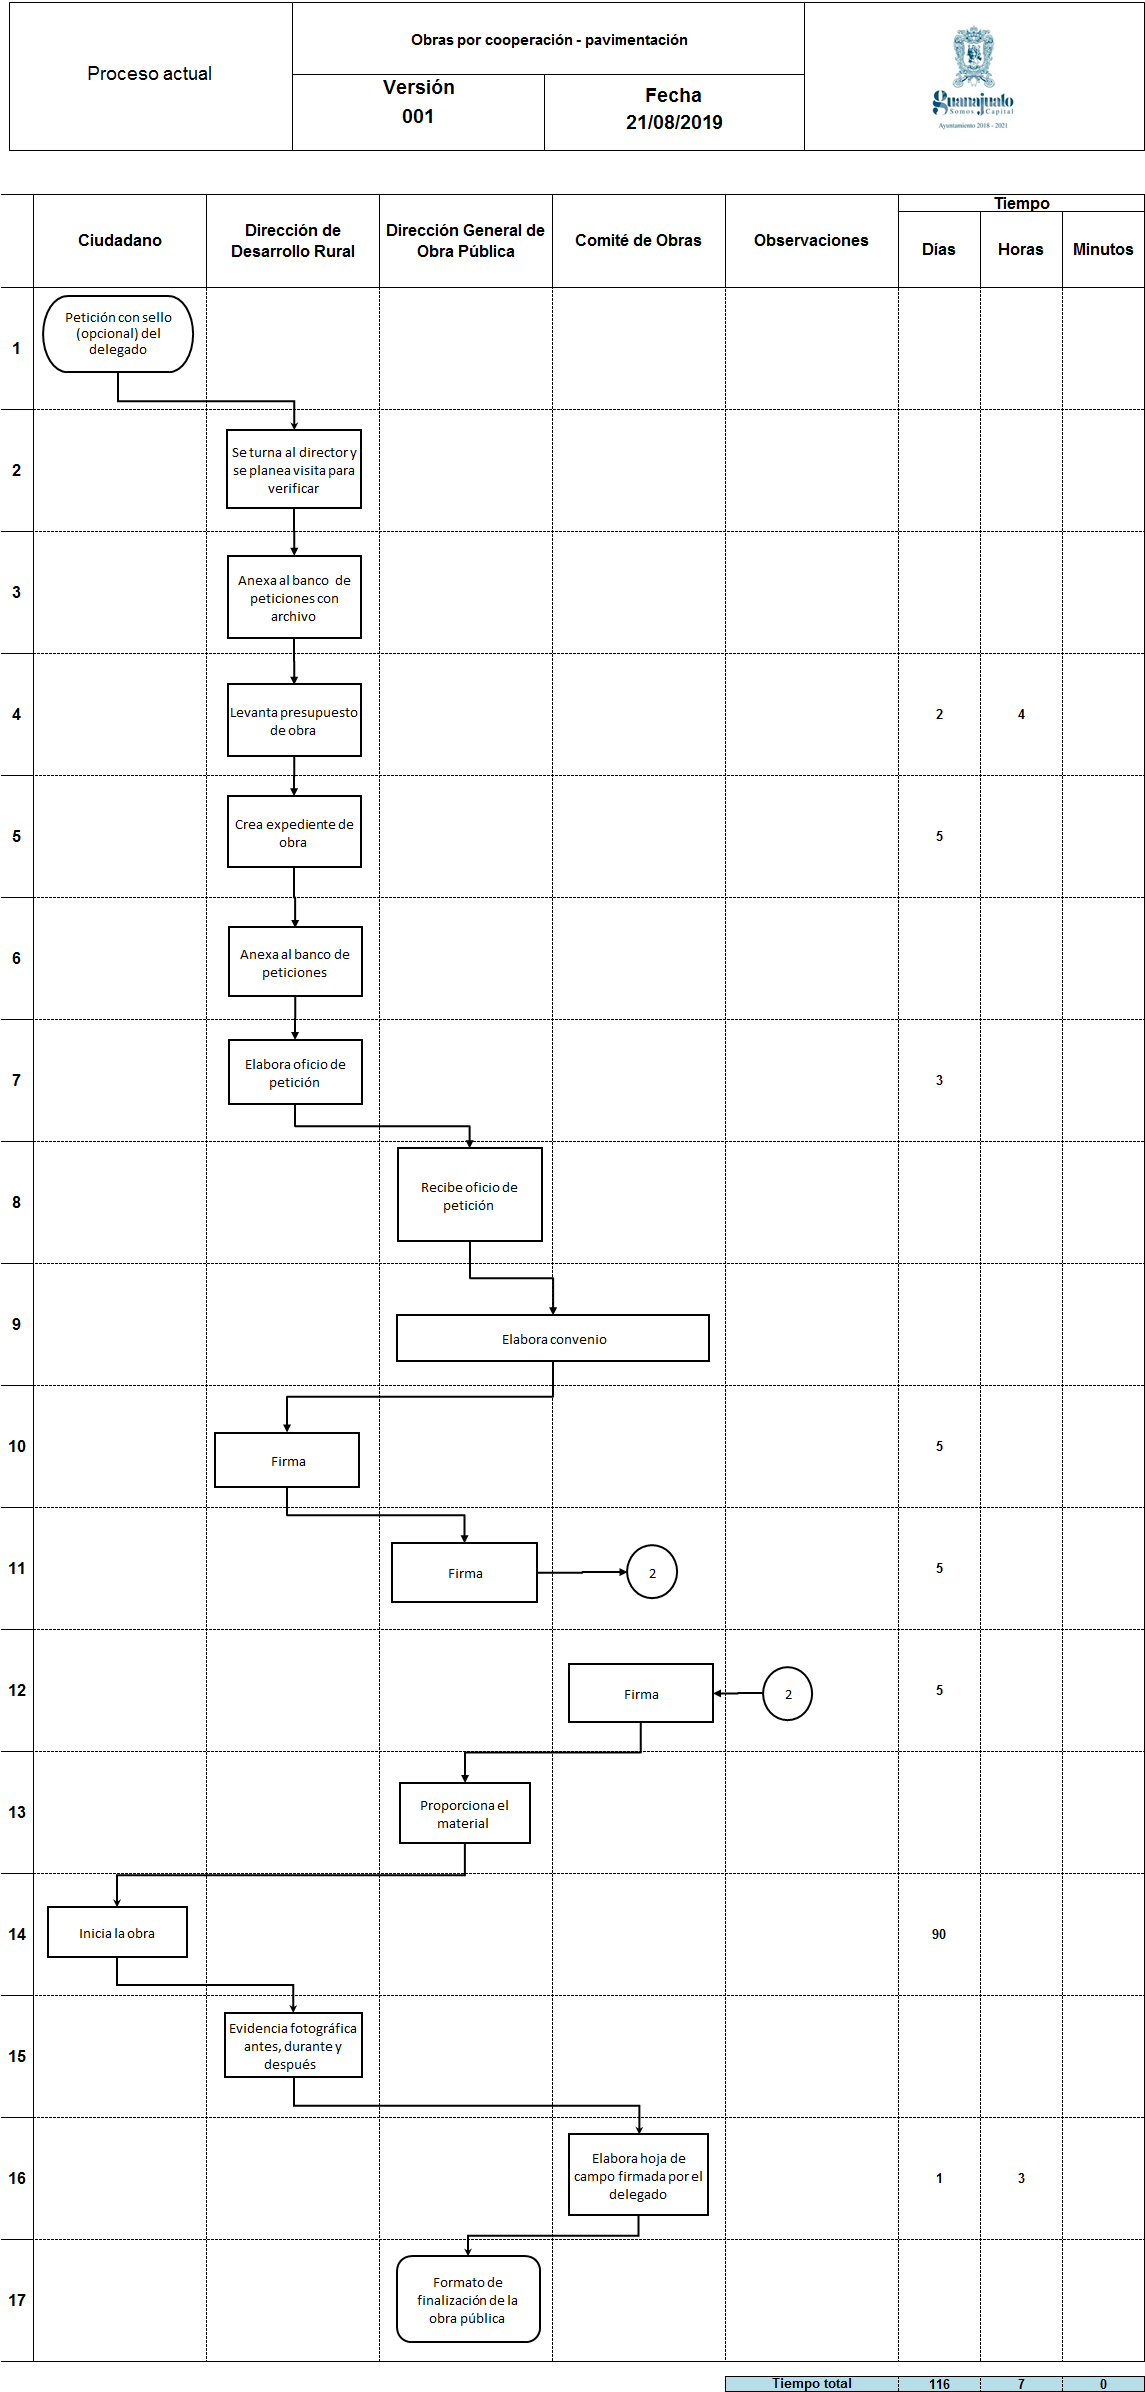 Proceso actual
Obras por cooperación - pavimentación
Versión
001
Fecha
21/08/2019
guanajuato
Somos Capital
Ayuntamiento 2018 - 2021
Ciudadano
Dirección de
Desarrollo Rural
Dirección General de
Obra Pública
Comité de Obras
Observaciones
Tiempo
Días
Horas
Minutos
1
Petición con sello
(opcional) del
delegado
2
Se turna al director y
se planea visita para
verificar
3
Anexa al banco de
peticiones con
archivo
4
Levanta presupuesto
de obra
2
4
5
Crea expediente de
obra
5
6
Anexa al banco de
peticiones
7
Elabora oficio de
petición
3
8
Recibe oficio de
petición
9
Elabora convenio
10
Firma
5
11
Firma
2
5
12
Firma
2
5
13
Proporciona el
material
14
Inicia la obra
90
15
Evidencia fotográfica
antes, durante y
después
16
Elabora hoja de
campo firmada por el
delegado
1
3
17
Formato de
finalización de la
obra pública
Tiempo total
116
7
0